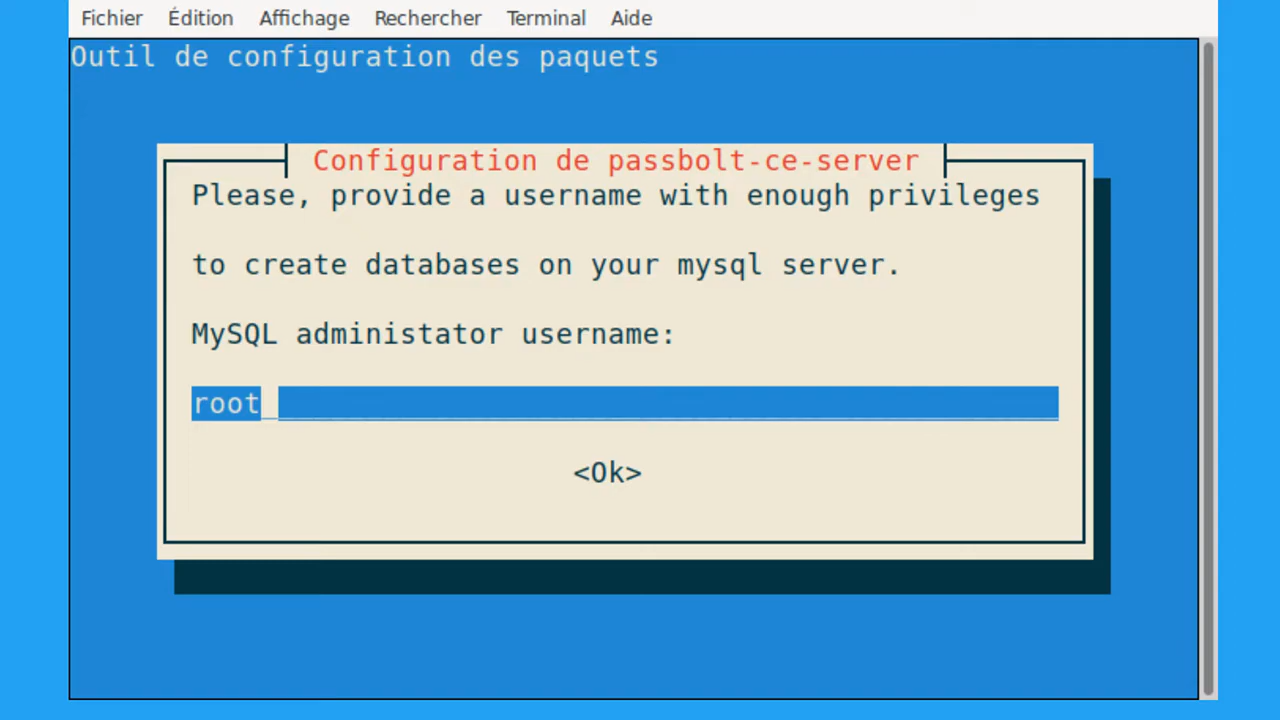 Fichier Édition Affichage Rechercher Terminal Aide
Outil de configuration des paquets
Configuration de passbolt-ce-server
Please, provide a username with enough privileges
to create databases on your mysql server.
MySQL administator username:
root
<Ok>